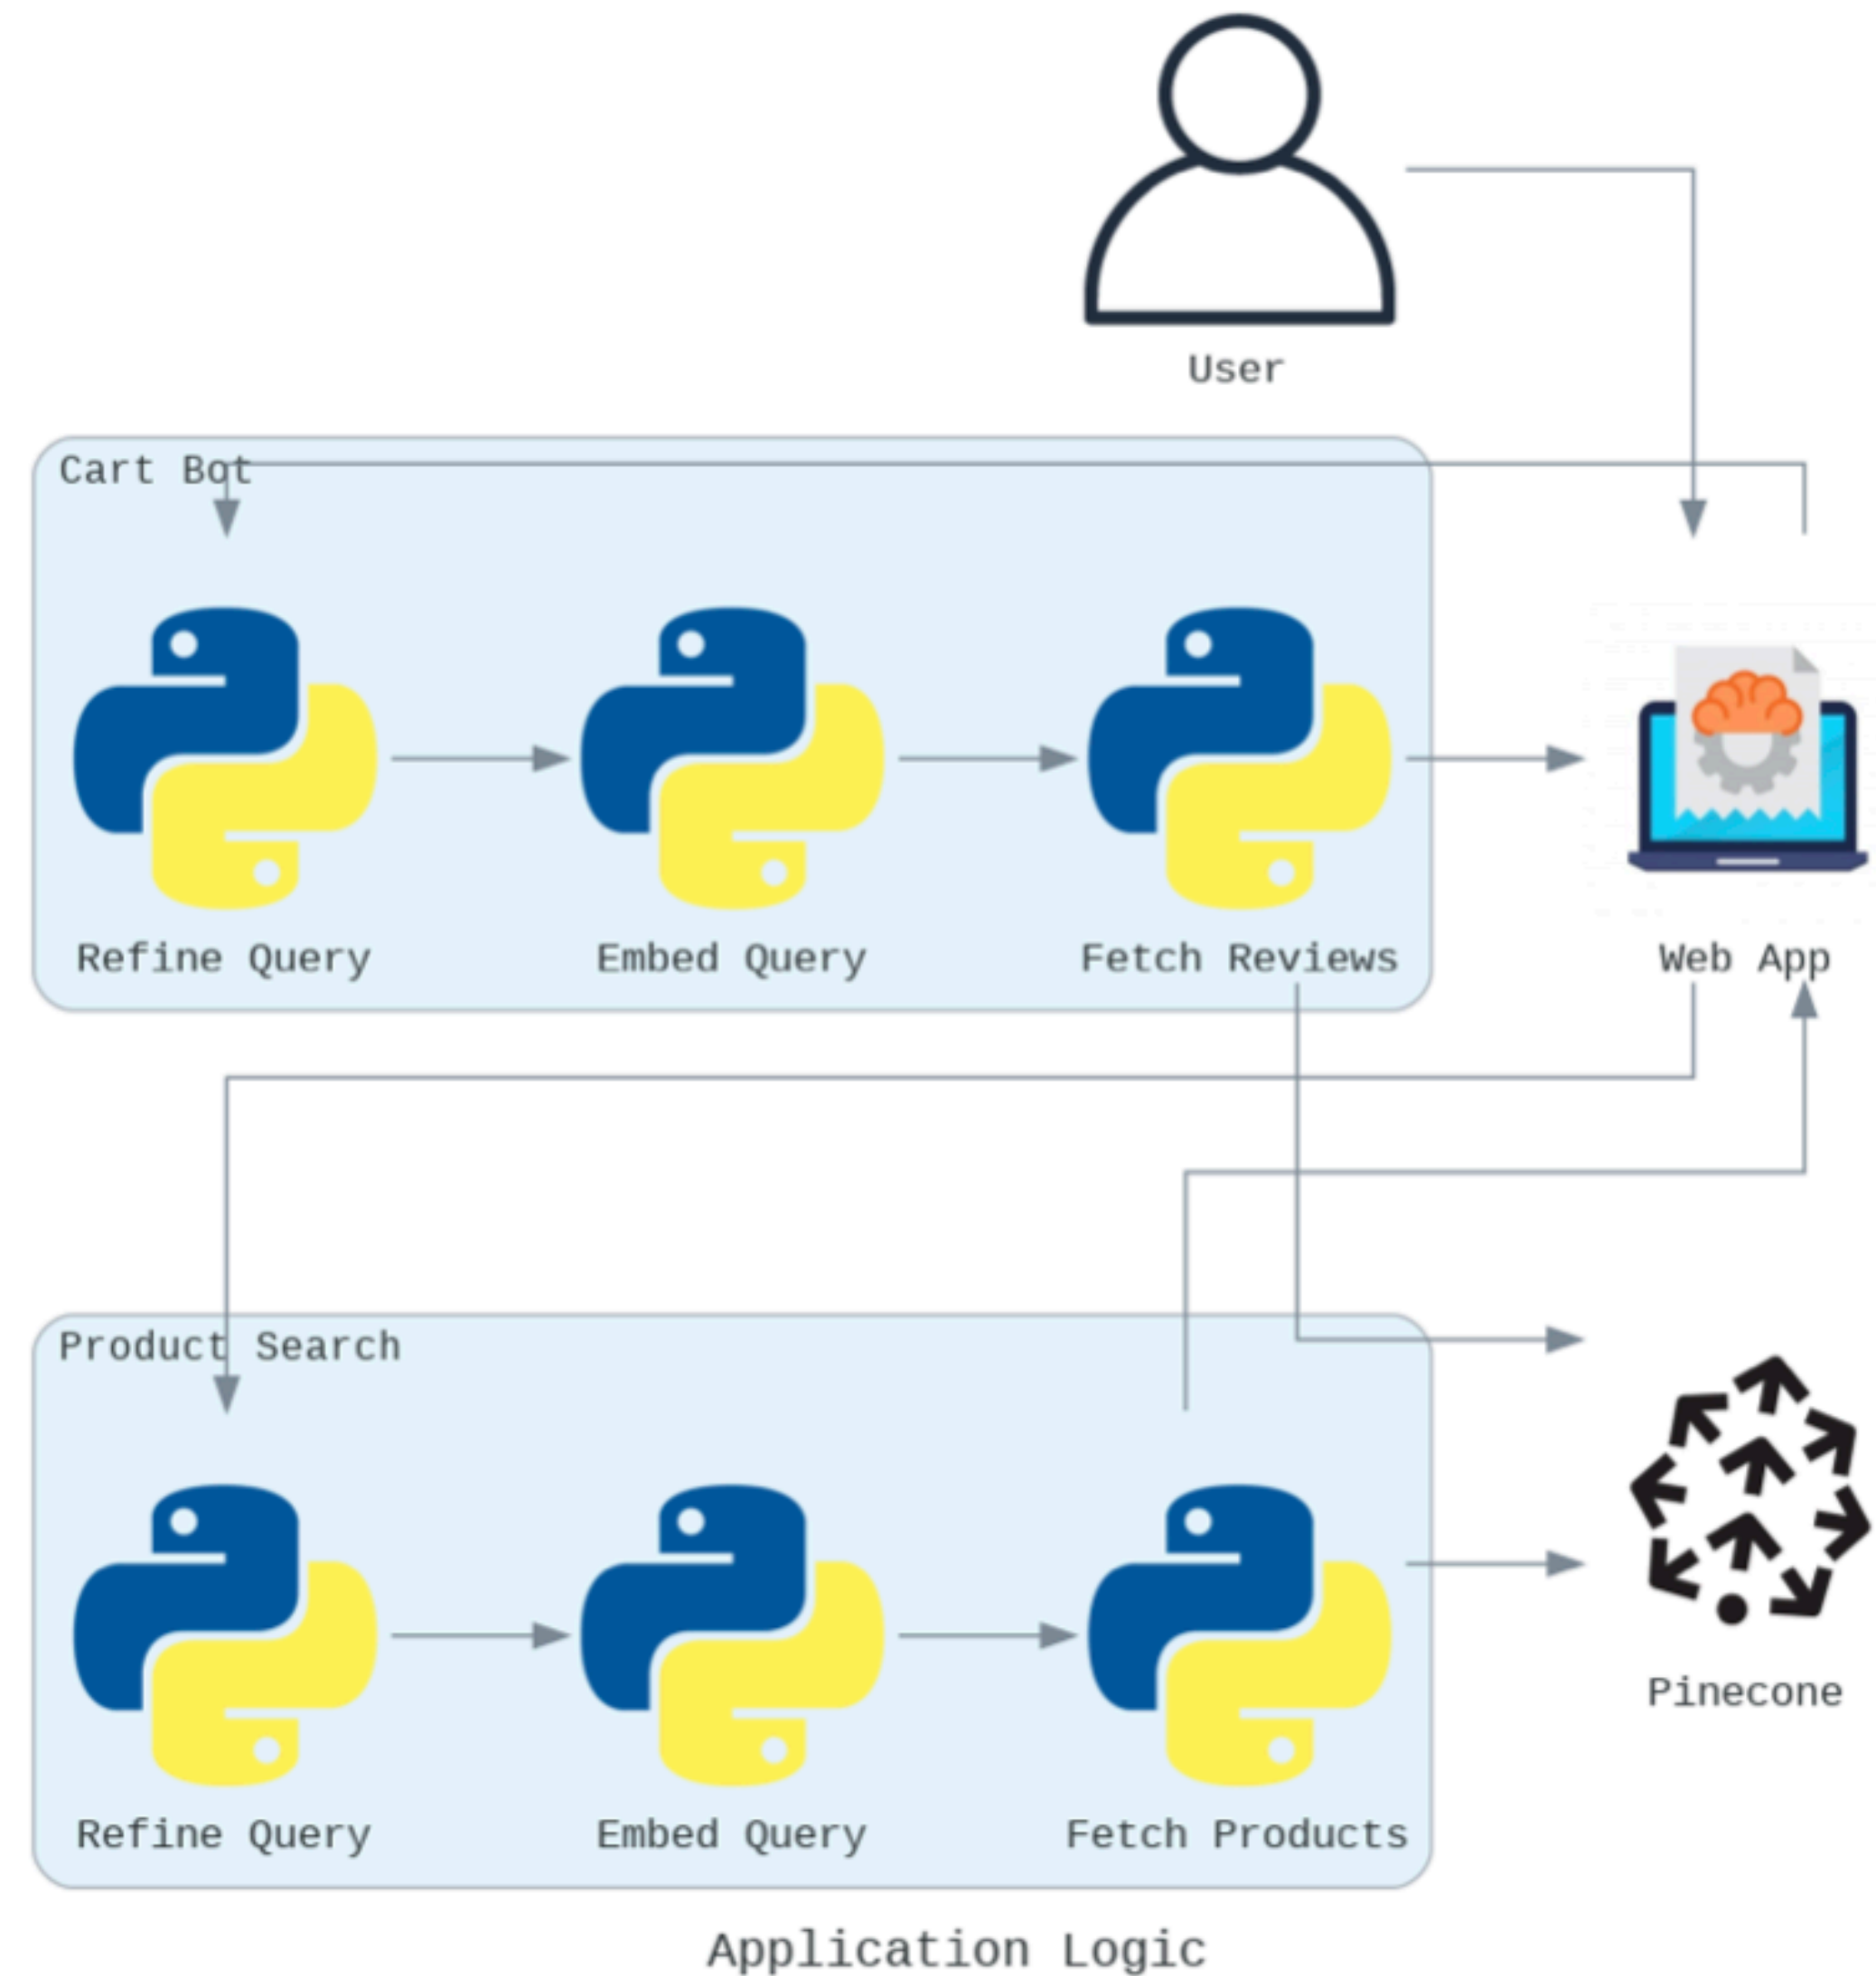 User
Cart Bot
Refine Query
Embed Query
Fetch Reviews
Web App
Product Search
Pinecone
Refine Query
Embed Query
Fetch Products
Application Logic